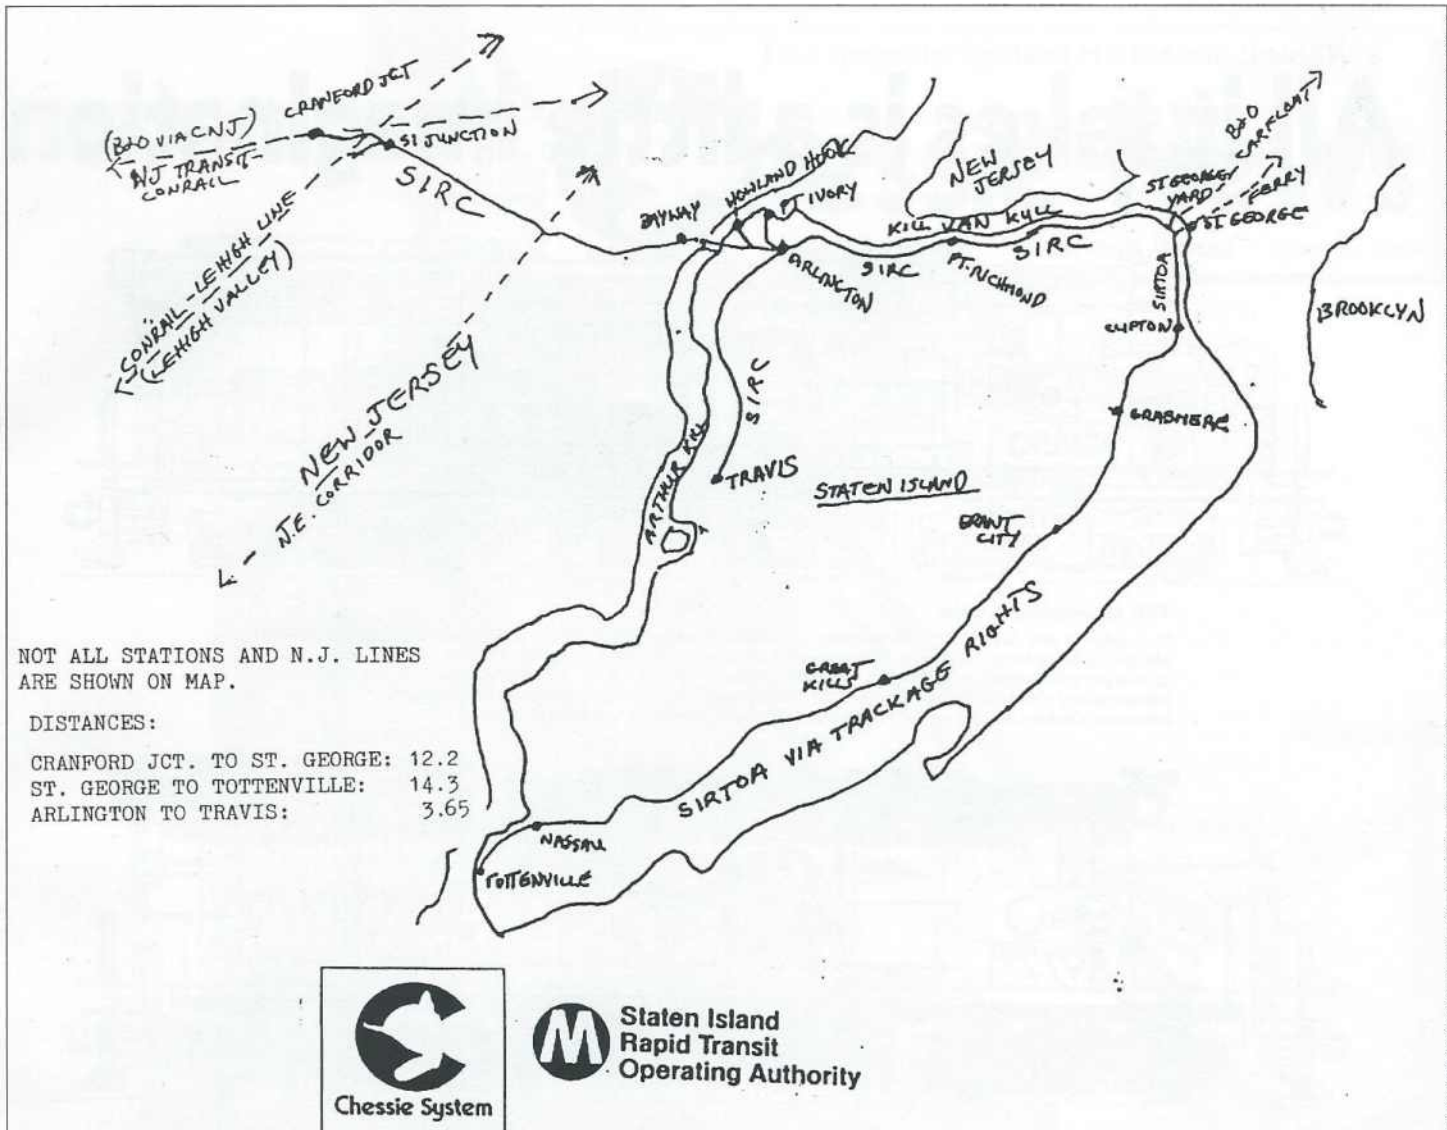 CRANFORD JCT
(B&O VIA CNJ)
NJ TRANSIT-
CONRAIL
SI JUNCTION
SIRC
CONRAIL-LEHIGH LINE
(LEHIGH VALLEY)
NEW JERSEY
N.E. CORRIDOR
BAYWAY
HOWLAND HOOK
PT IVORY
ARLINGTON
NEW
JERSEY
KILL VAN KULL
SIRC
PT. RICHMOND
SIRC
ST GEORGE
YARD
B&O
CARFLOAT
FERRY
ST GEORGE
SIRTOA
CLIFTON
BROOKLYN
GRASMERE
SIRC
ARTHUR KILL
TRAVIS
STATEN ISLAND
GRANT
CITY
GREAT
KILLS
SIRTOA VIA TRACKAGE RIGHTS
NASSAU
TOTTENVILLE
NOT ALL STATIONS AND N.J. LINES
ARE SHOWN ON MAP.
DISTANCES:
CRANFORD JCT. TO ST. GEORGE: 12.2
ST. GEORGE TO TOTTENVILLE: 14.3
ARLINGTON TO TRAVIS: 3.65
Chessie System
M
Staten Island
Rapid Transit
Operating Authority